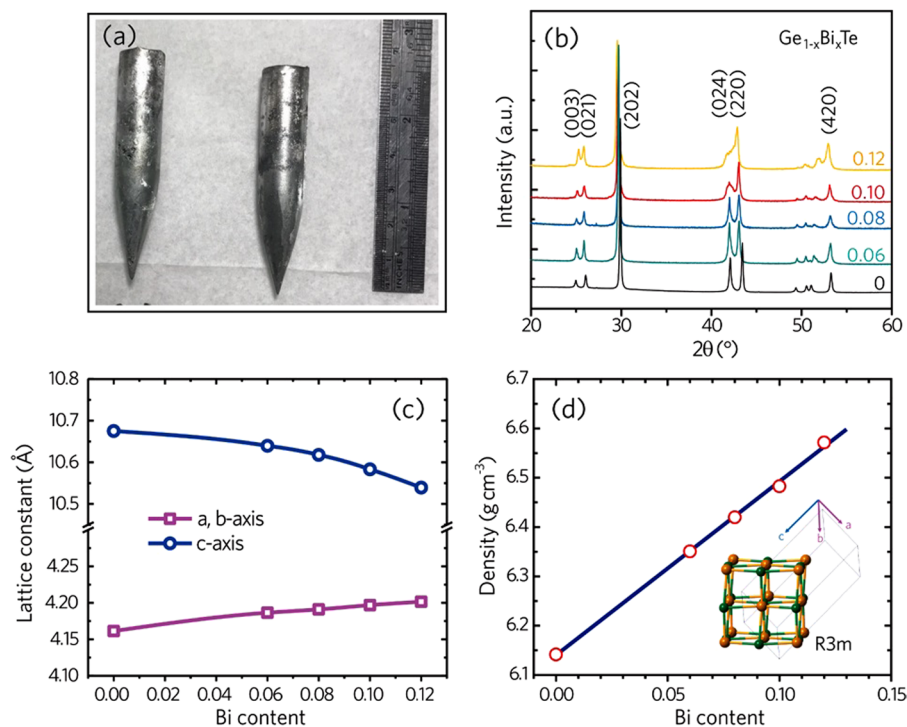 (a)
(b)
Ge1-xBixTe
(003)
(021)
(202)
(024)
(220)
(420)
0.12
0.10
0.08
0.06
0
Intensity (a.u.)
20 30 40 50 60
2θ (°)
(c)
10.8
10.7
10.6
10.5
4.25
4.20
4.15
4.10
Lattice constant (Å)
a, b-axis
c-axis
0.00 0.02 0.04 0.06 0.08 0.10 0.12
Bi content
(d)
6.7
6.6
6.5
6.4
6.3
6.2
6.1
Density (g cm⁻³)
c
b
a
R3m
0.00 0.05 0.10 0.15
Bi content